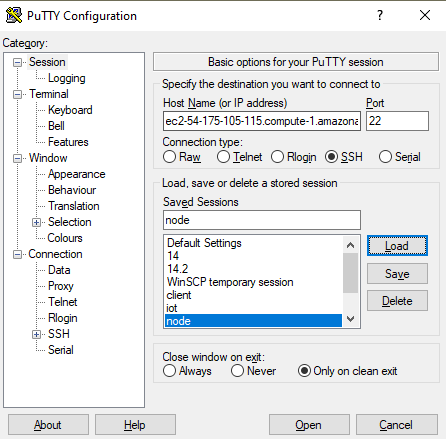 PuTTY Configuration
Category:
Session
Logging
Terminal
Keyboard
Bell
Features
Window
Appearance
Behaviour
Translation
Selection
Colours
Connection
Data
Proxy
Telnet
Rlogin
SSH
Serial
Basic options for your PuTTY session
Specify the destination you want to connect to
Host Name (or IP address) Port
ec2-54-175-105-115.compute-1.amazona 22
Connection type:
Raw Telnet Rlogin SSH Serial
Load, save or delete a stored session
Saved Sessions
node
Default Settings
14
14.2
WinSCP temporary session
client
iot
node
Load
Save
Delete
Close window on exit:
Always Never Only on clean exit
About Help Open Cancel